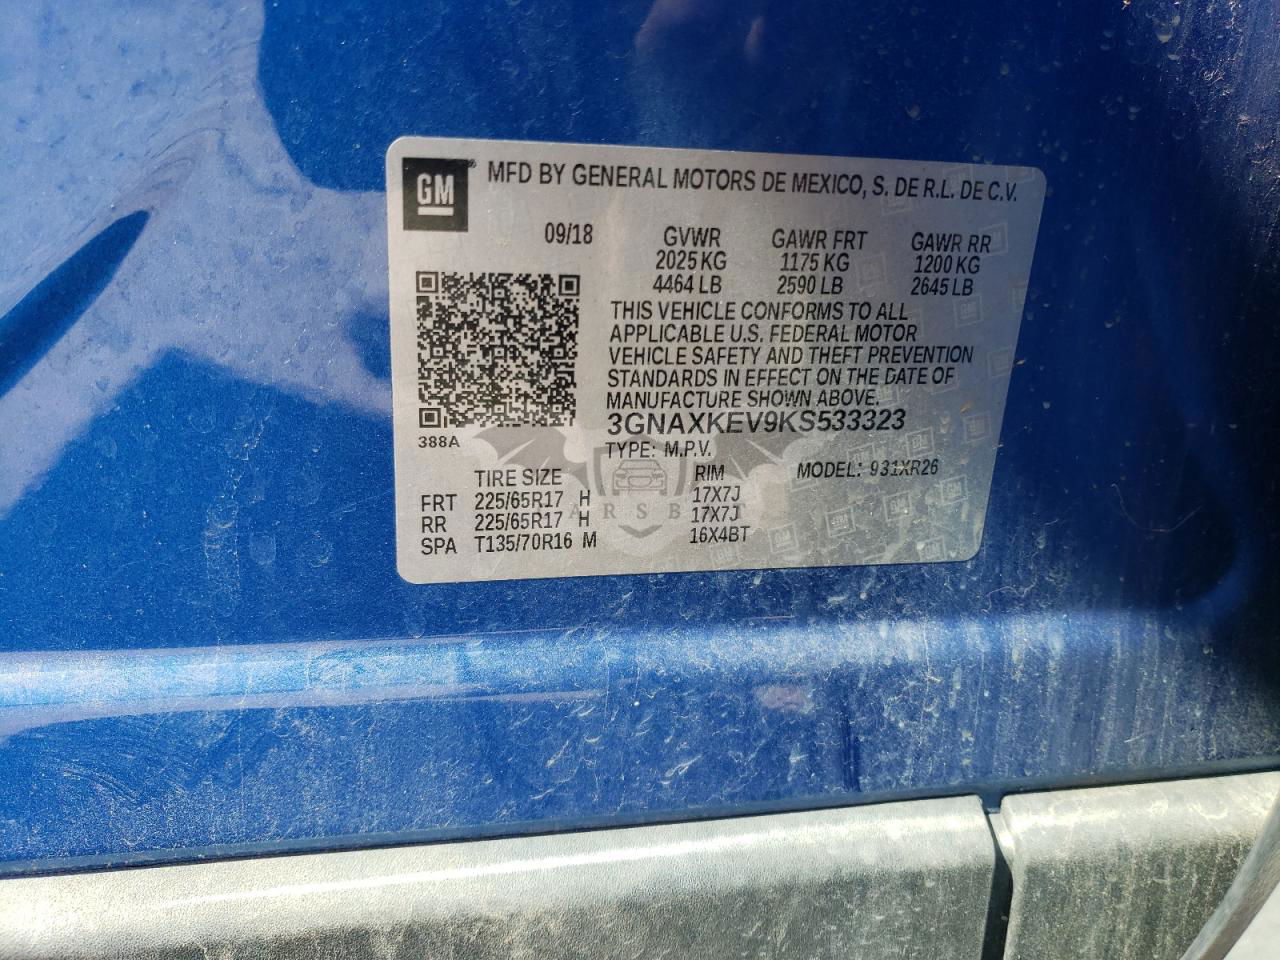 GM
MFD BY GENERAL MOTORS DE MEXICO, S. DE R.L. DE C.V.
09/18
GVWR GAWR FRT GAWR RR
2025 KG 1175 KG 1200 KG
4464 LB 2590 LB 2645 LB
THIS VEHICLE CONFORMS TO ALL
APPLICABLE U.S. FEDERAL MOTOR
VEHICLE SAFETY AND THEFT PREVENTION
STANDARDS IN EFFECT ON THE DATE OF
MANUFACTURE SHOWN ABOVE.
3GNAXKEV9KS533323
388A
TYPE: M.P.V. MODEL: 931XR26
TIRE SIZE RIM
FRT 225/65R17 H 17X7J
RR 225/65R17 H 17X7J
SPA T135/70R16 M 16X4BT